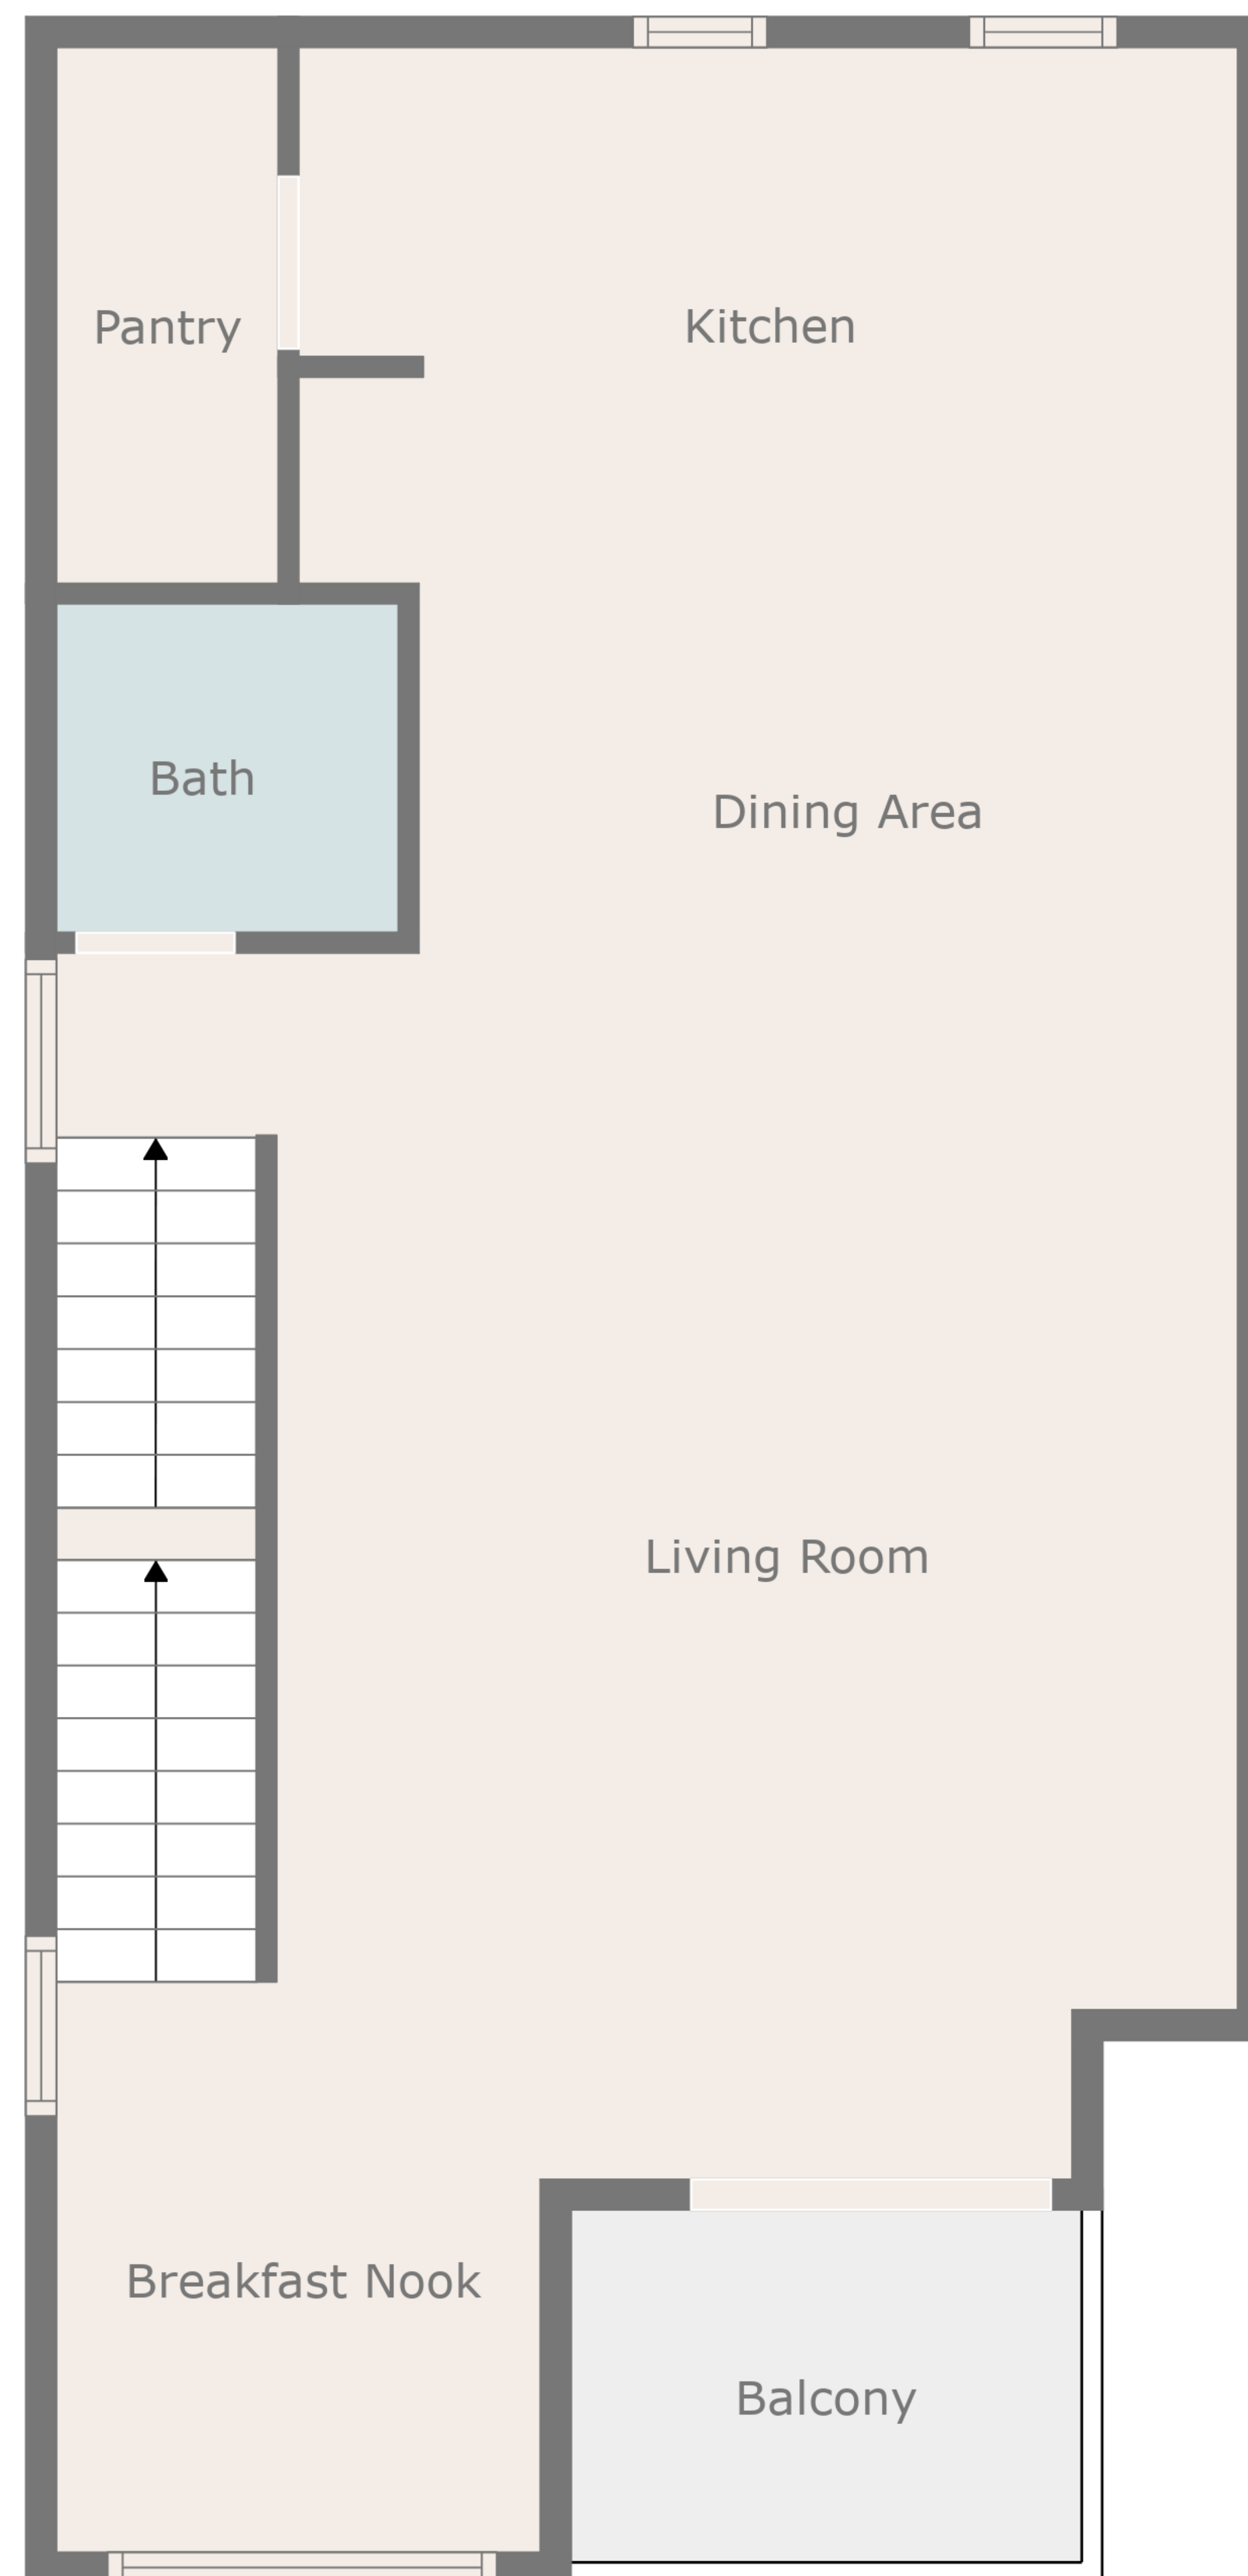 Pantry
Kitchen
Bath
Dining Area
Living Room
Breakfast Nook
Balcony